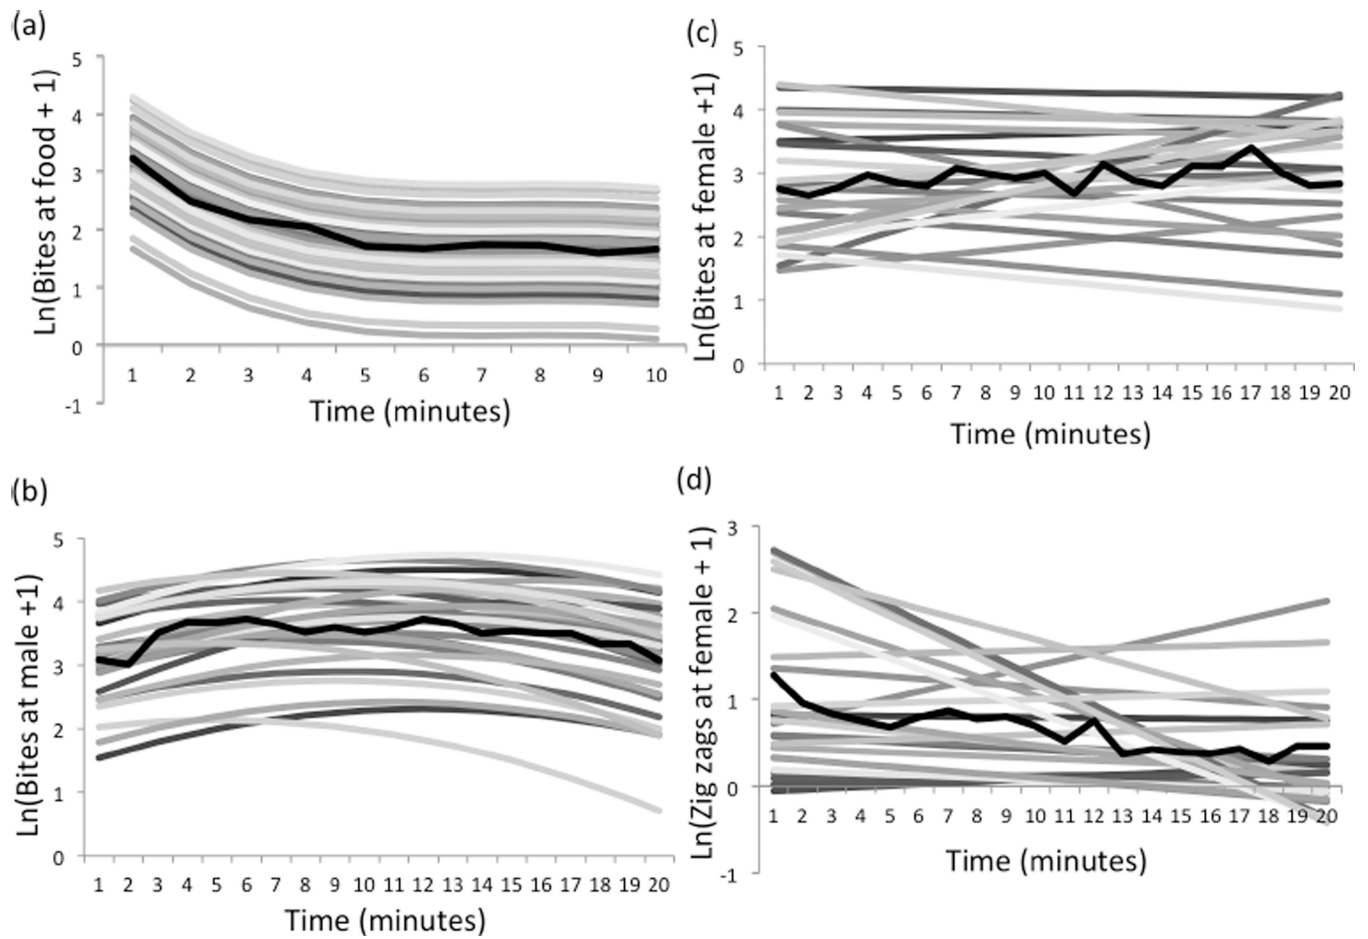 (a)
Ln(Bites at food + 1)
5
4
3
2
1
0
-1
1 2 3 4 5 6 7 8 9 10
Time (minutes)
(c)
Ln(Bites at female +1)
5
4
3
2
1
0
1 2 3 4 5 6 7 8 9 10 11 12 13 14 15 16 17 18 19 20
Time (minutes)
(b)
Ln(Bites at male +1)
5
4
3
2
1
0
1 2 3 4 5 6 7 8 9 10 11 12 13 14 15 16 17 18 19 20
Time (minutes)
(d)
Ln(Zig zags at female + 1)
3
2
1
0
-1
1 2 3 4 5 6 7 8 9 10 11 12 13 14 15 16 17 18 19 20
Time (minutes)